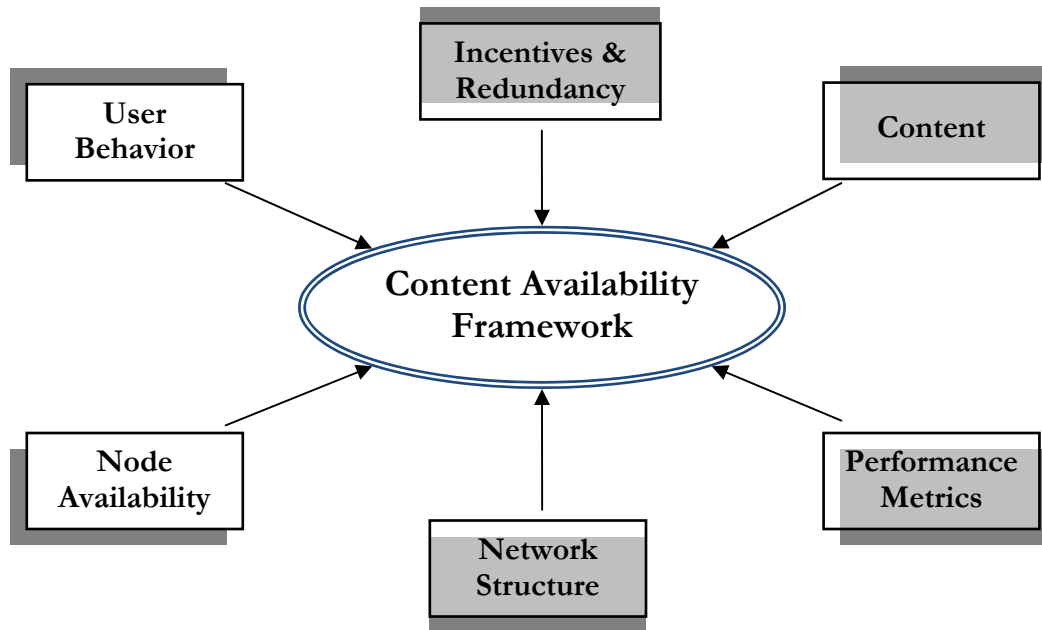 Incentives &
Redundancy
User
Behavior
Content
Content Availability
Framework
Node
Availability
Performance
Metrics
Network
Structure